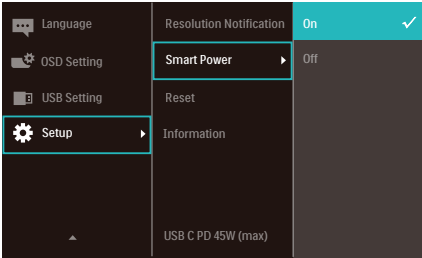 Language
OSD Setting
USB Setting
Setup
Resolution Notification
Smart Power
Reset
Information
USB C PD 45W (max)
On
Off